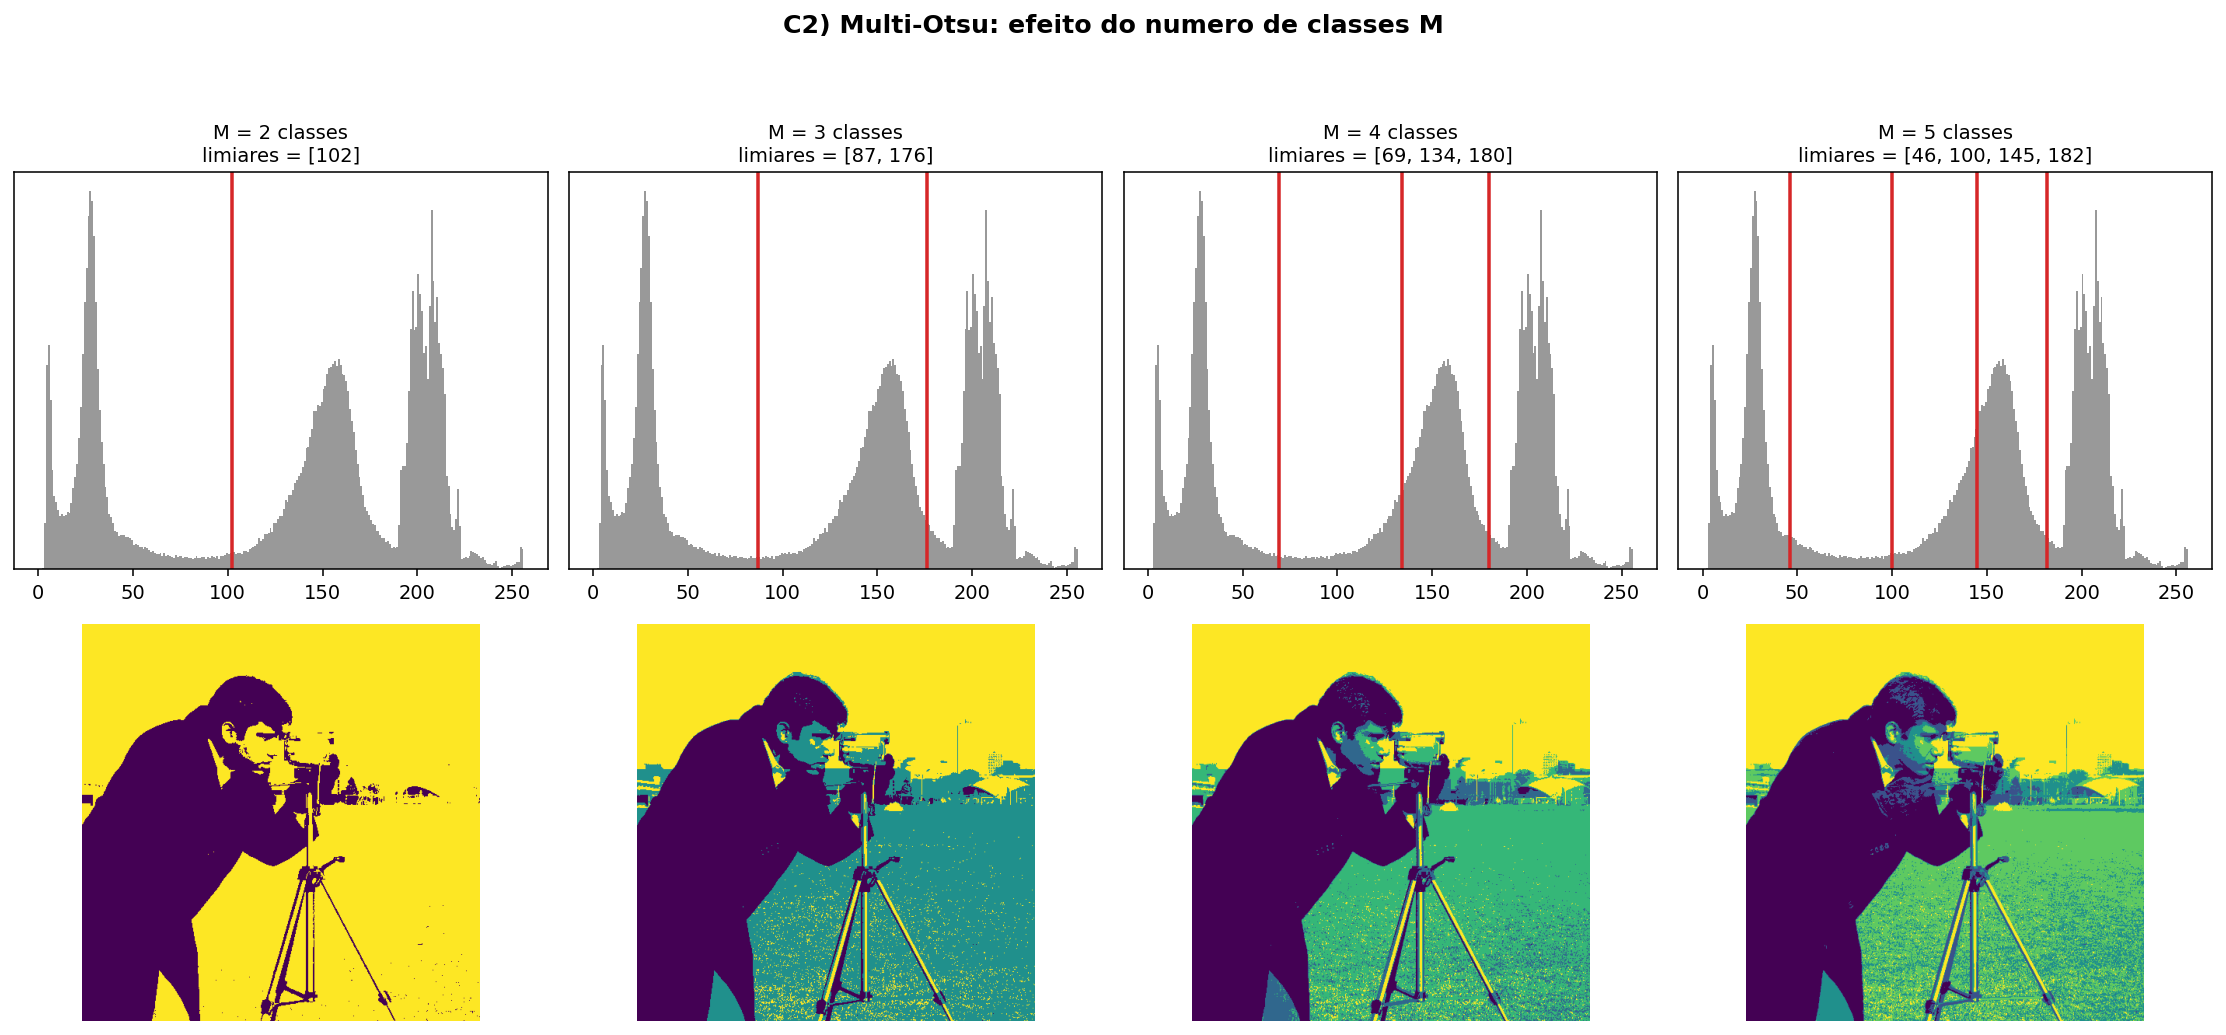 C2) Multi-Otsu: efeito do numero de classes M
M = 2 classes
limiares = [102]
M = 3 classes
limiares = [87, 176]
M = 4 classes
limiares = [69, 134, 180]
M = 5 classes
limiares = [46, 100, 145, 182]
0 50 100 150 200 250
0 50 100 150 200 250
0 50 100 150 200 250
0 50 100 150 200 250